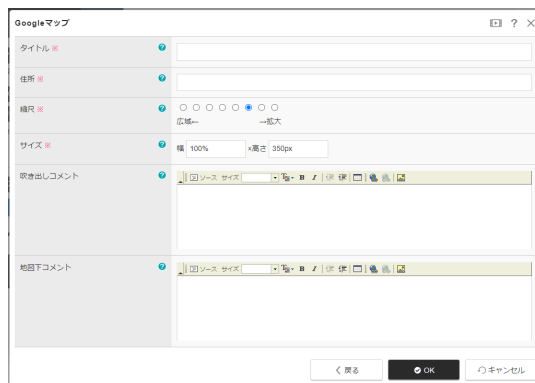 Googleマップ
タイトル ※
住所 ※
縮尺 ※
広域← →拡大
サイズ ※ 幅 100% ×高さ 350px
吹き出しコメント
ソース サイズ B I
地図下コメント
ソース サイズ B I
戻る OK キャンセル